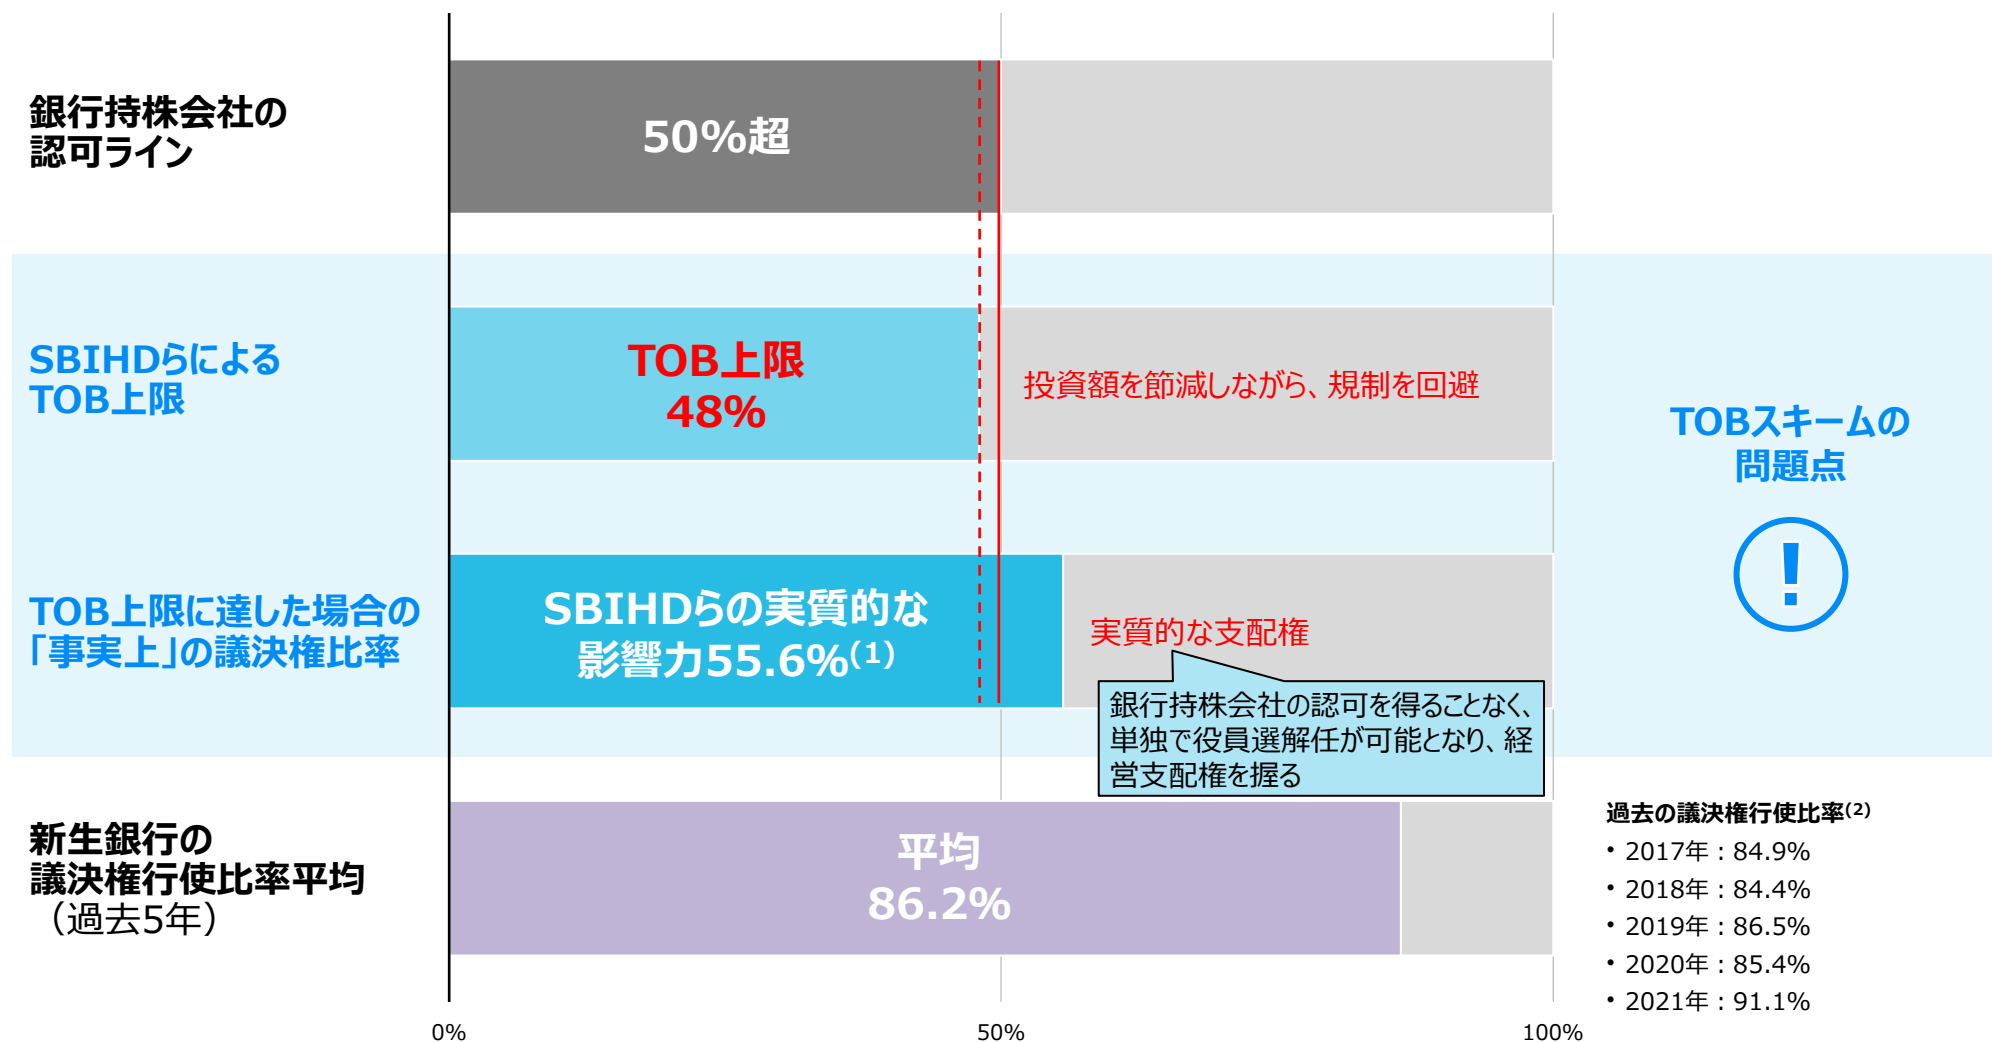 銀行持株会社の
認可ライン
50%超
SBIHDらによる
TOB上限
TOB上限
48%
投資額を節減しながら、規制を回避
TOBスキームの
問題点
!
TOB上限に達した場合の
「事実上」の議決権比率
SBIHDらの実質的な
影響力55.6%(1)
実質的な支配権
銀行持株会社の認可を得ることなく、
単独で役員選解任が可能となり、経
営支配権を握る
新生銀行の
議決権行使比率平均
（過去5年）
平均
86.2%
過去の議決権行使比率(2)
• 2017年：84.9%
• 2018年：84.4%
• 2019年：86.5%
• 2020年：85.4%
• 2021年：91.1%
0%
50%
100%